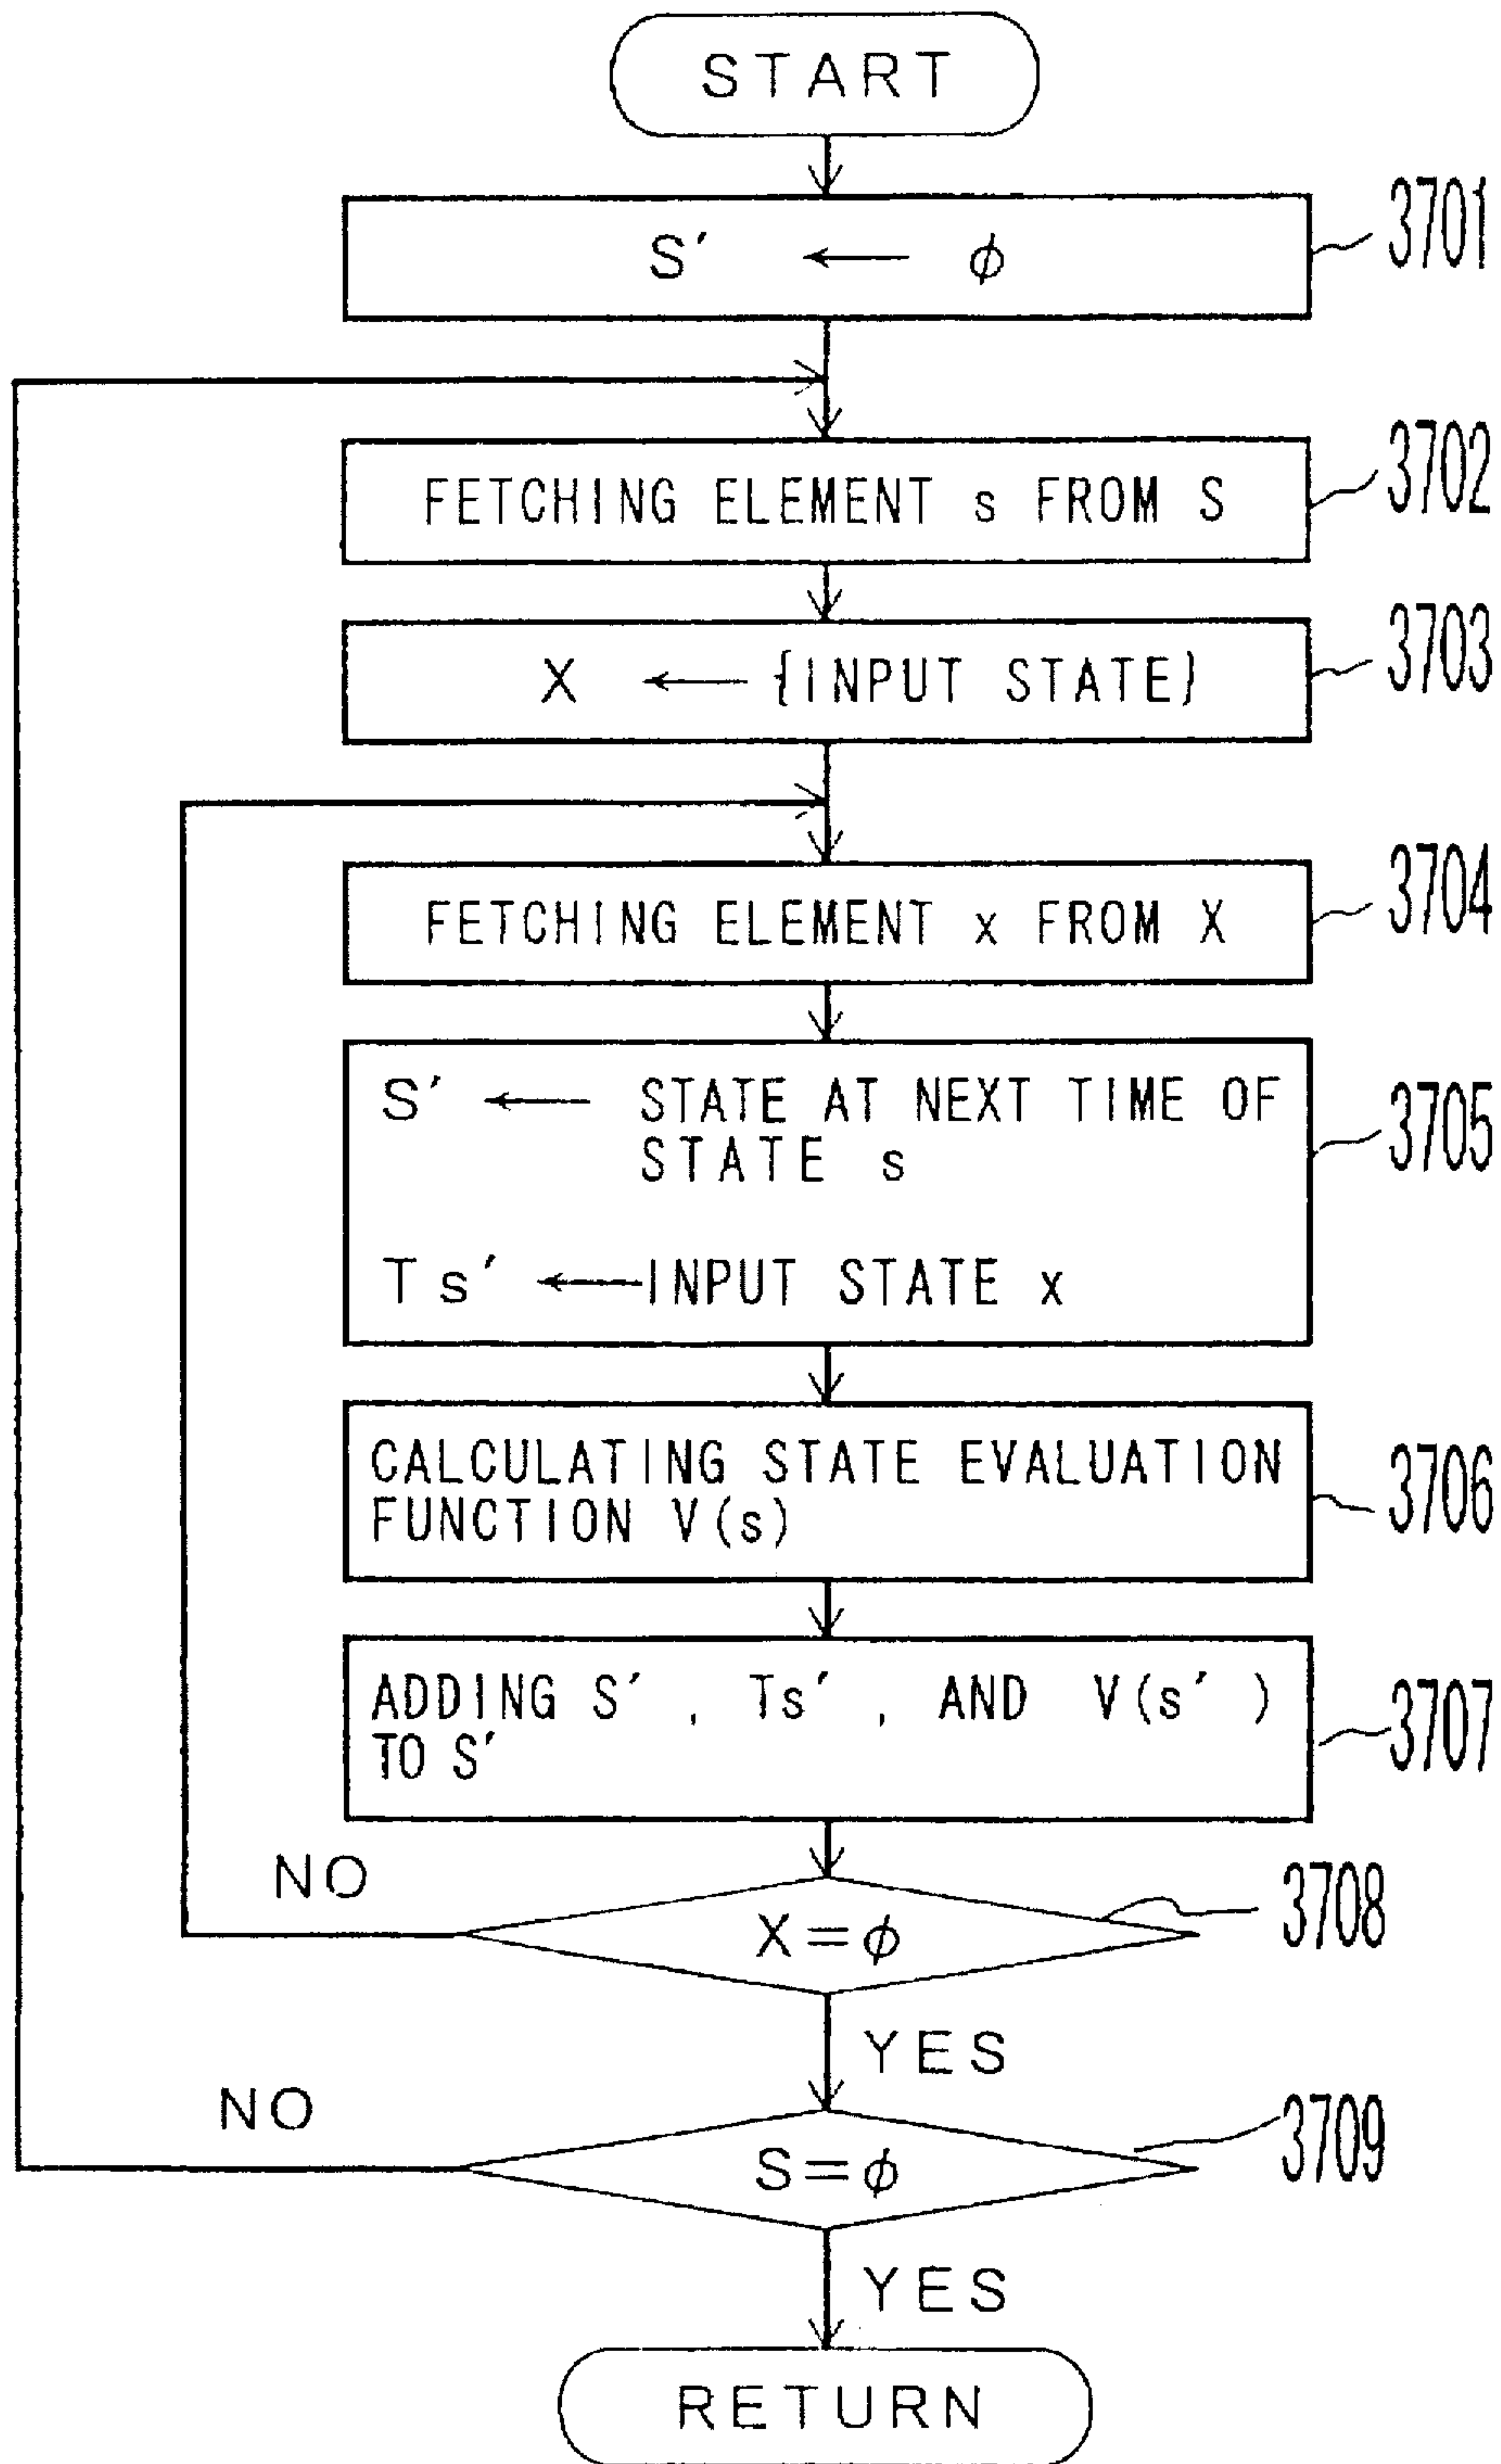 START
S′ ← ϕ
3701
FETCHING ELEMENT s FROM S
3702
X ← {INPUT STATE}
3703
FETCHING ELEMENT x FROM X
3704
S′ ← STATE AT NEXT TIME OF
STATE s
Ts′ ← INPUT STATE x
3705
CALCULATING STATE EVALUATION
FUNCTION V(s)
3706
ADDING S′, Ts′, AND V(s′)
TO S′
3707
NO
X=ϕ
3708
YES
NO
S=ϕ
3709
YES
RETURN